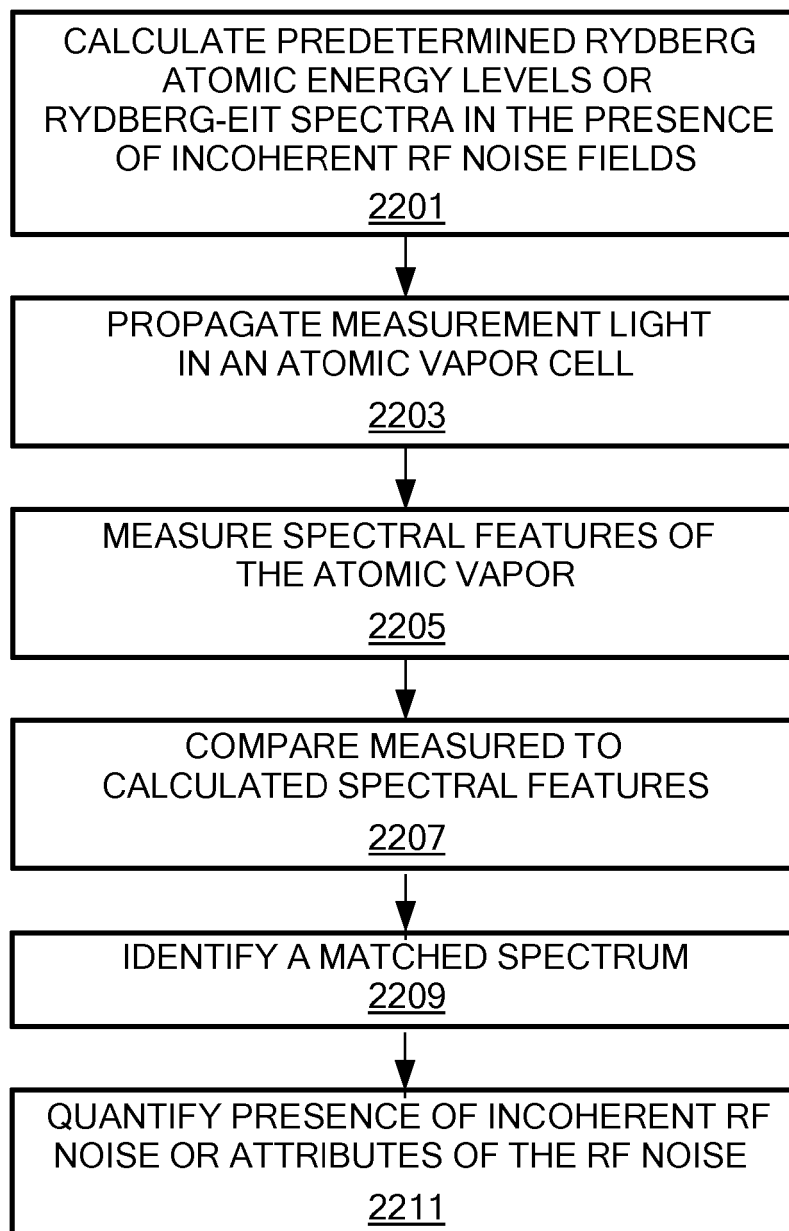 CALCULATE PREDETERMINED RYDBERG
ATOMIC ENERGY LEVELS OR
RYDBERG-EIT SPECTRA IN THE PRESENCE
OF INCOHERENT RF NOISE FIELDS
2201
PROPAGATE MEASUREMENT LIGHT
IN AN ATOMIC VAPOR CELL
2203
MEASURE SPECTRAL FEATURES OF
THE ATOMIC VAPOR
2205
COMPARE MEASURED TO
CALCULATED SPECTRAL FEATURES
2207
IDENTIFY A MATCHED SPECTRUM
2209
QUANTIFY PRESENCE OF INCOHERENT RF
NOISE OR ATTRIBUTES OF THE RF NOISE
2211